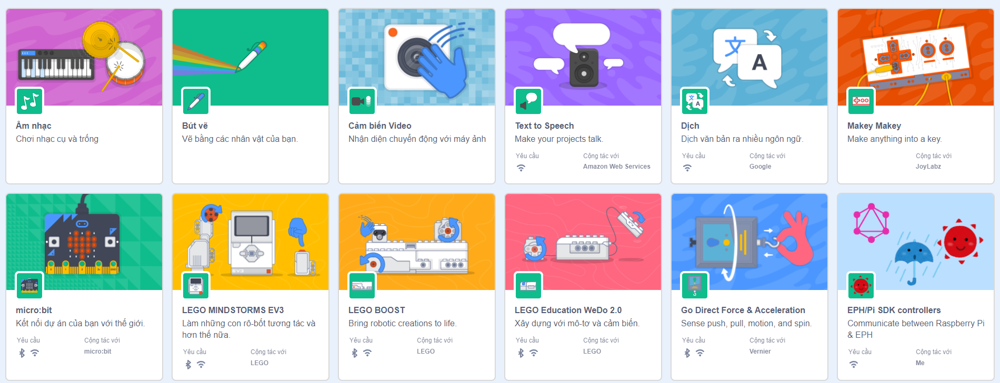 Âm nhạc
Chơi nhạc cụ và trống
Bút vẽ
Vẽ bằng các nhân vật của bạn.
Cảm biến Video
Nhận diện chuyển động với máy ảnh
Text to Speech
Make your projects talk.
Yêu cầu
Cộng tác với
Amazon Web Services
文
A
文
A
Dịch
Dịch văn bản ra nhiều ngôn ngữ.
Yêu cầu
Cộng tác với
Google
Makey Makey
Make anything into a key.
Cộng tác với
JoyLabz
micro:bit
Kết nối dự án của bạn với thế giới.
Yêu cầu
Cộng tác với
micro:bit
EV3
LEGO MINDSTORMS EV3
Làm những con rô-bốt tương tác và
hơn thế nữa.
Yêu cầu
Cộng tác với
LEGO
LEGO BOOST
Bring robotic creations to life.
Yêu cầu
Cộng tác với
LEGO
LEGO Education WeDo 2.0
Xây dựng với mô-tơ và cảm biến.
Yêu cầu
Cộng tác với
LEGO
Go Direct Force & Acceleration
Sense push, pull, motion, and spin.
Yêu cầu
Cộng tác với
Vernier
EPH/Pi SDK controllers
Communicate between Raspberry Pi
& EPH
Yêu cầu
Cộng tác với
Me